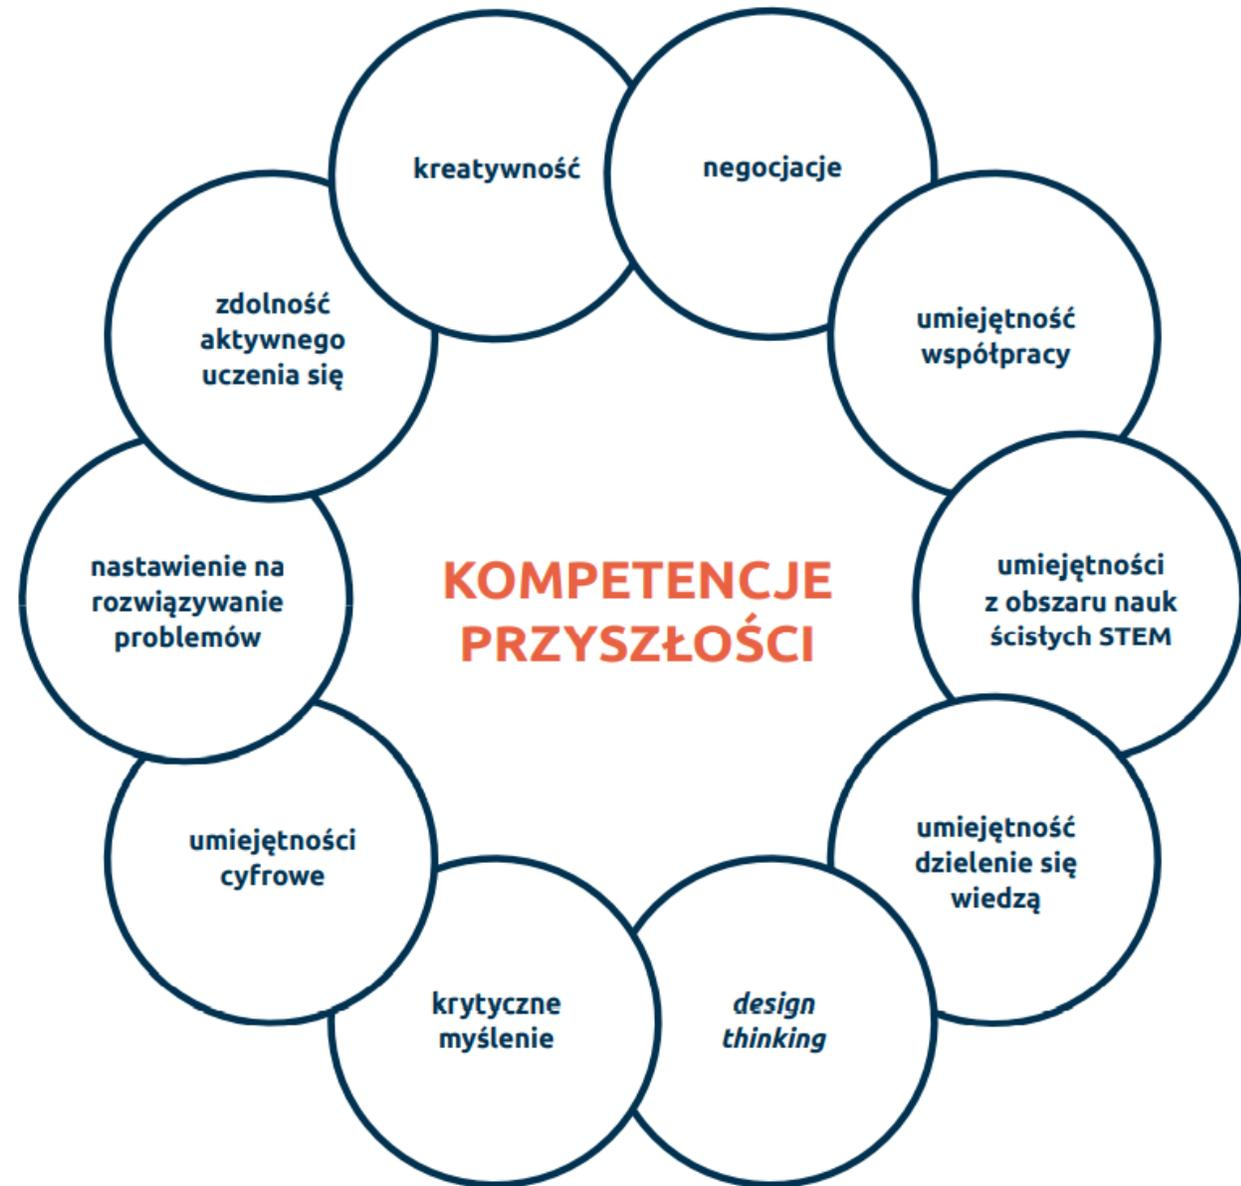 kreatywność
negocjacje
umiejętność
współpracy
umiejętności
z obszaru nauk
ścisłych STEM
umiejętność
dzielenie się
wiedzą
design
thinking
krytyczne
myślenie
umiejętności
cyfrowe
nastawienie na
rozwiązywanie
problemów
zdolność
aktywnego
uczenia się
KOMPETENCJE
PRZYSZŁOŚCI